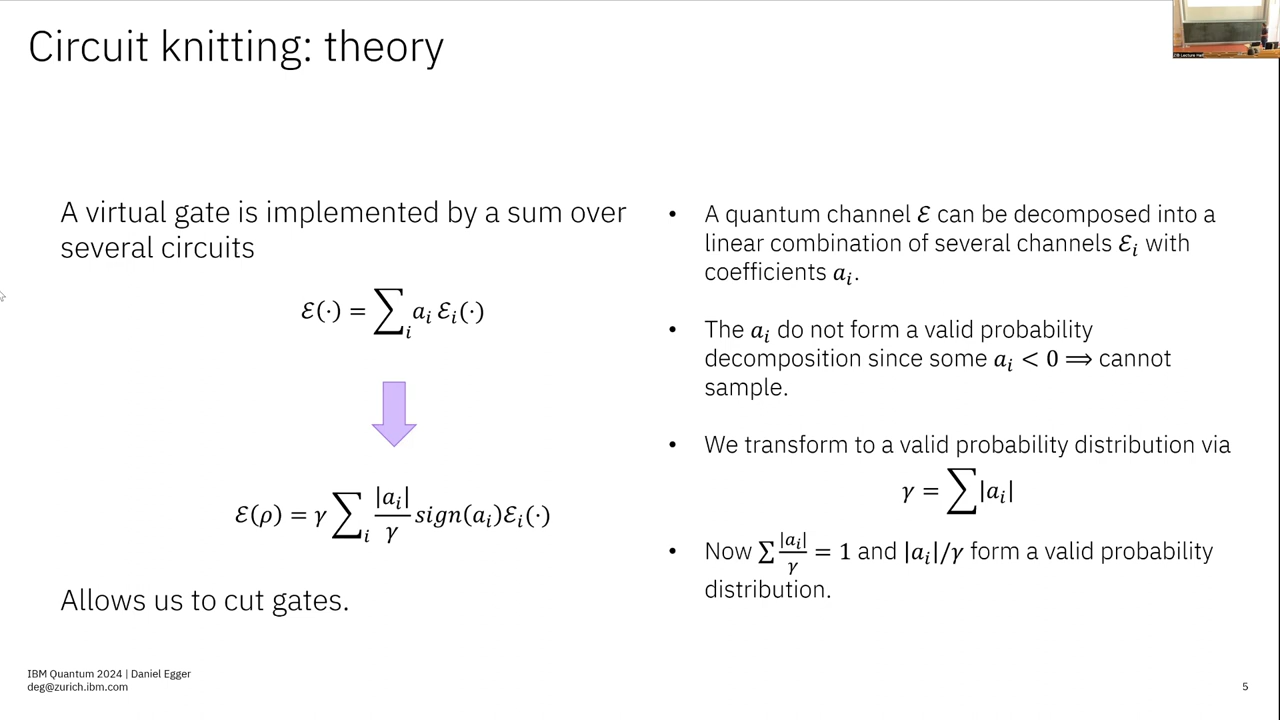 Circuit knitting: theory
A virtual gate is implemented by a sum over
several circuits
ℰ(·) = ∑ᵢ aᵢ ℰᵢ(·)
ℰ(ρ) = γ ∑ᵢ |aᵢ|/γ sign(aᵢ)ℰᵢ(·)
Allows us to cut gates.
• A quantum channel ℰ can be decomposed into a
linear combination of several channels ℰᵢ with
coefficients aᵢ.
• The aᵢ do not form a valid probability
decomposition since some aᵢ < 0 ⟹ cannot
sample.
• We transform to a valid probability distribution via
γ = ∑|aᵢ|
• Now ∑ |aᵢ|/γ = 1 and |aᵢ|/γ form a valid probability
distribution.
IBM Quantum 2024 | Daniel Egger
deg@zurich.ibm.com
5